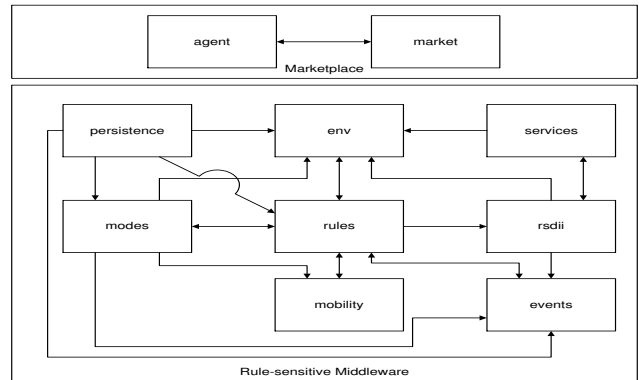 agent
market
Marketplace
persistence
env
services
modes
rules
rsdii
mobility
events
Rule-sensitive Middleware